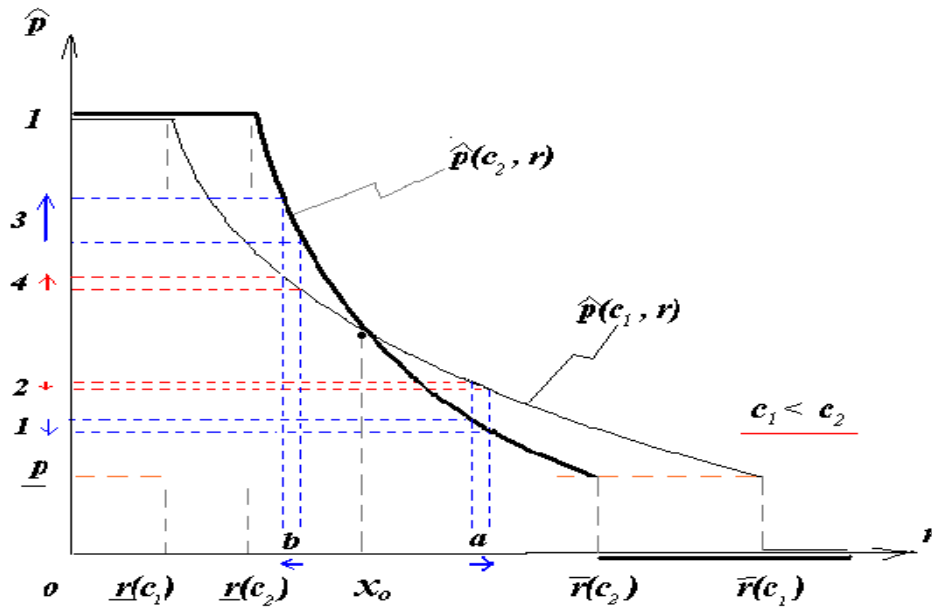 p̂
1
p̂(c₂, r)
3
4
p̂(c₁, r)
2
1
c₁ < c₂
p
b
a
r
o
r(c₁)
r(c₂)
x₀
r̅(c₂)
r̅(c₁)